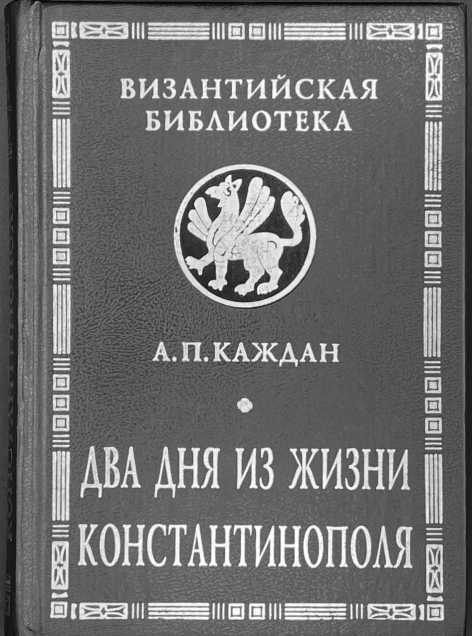 ВИЗАНТИЙСКАЯ
БИБЛИОТЕКА
А.П.КАЖДАН
ДВА ДНЯ ИЗ ЖИЗНИ
КОНСТАНТИНОПОЛЯ